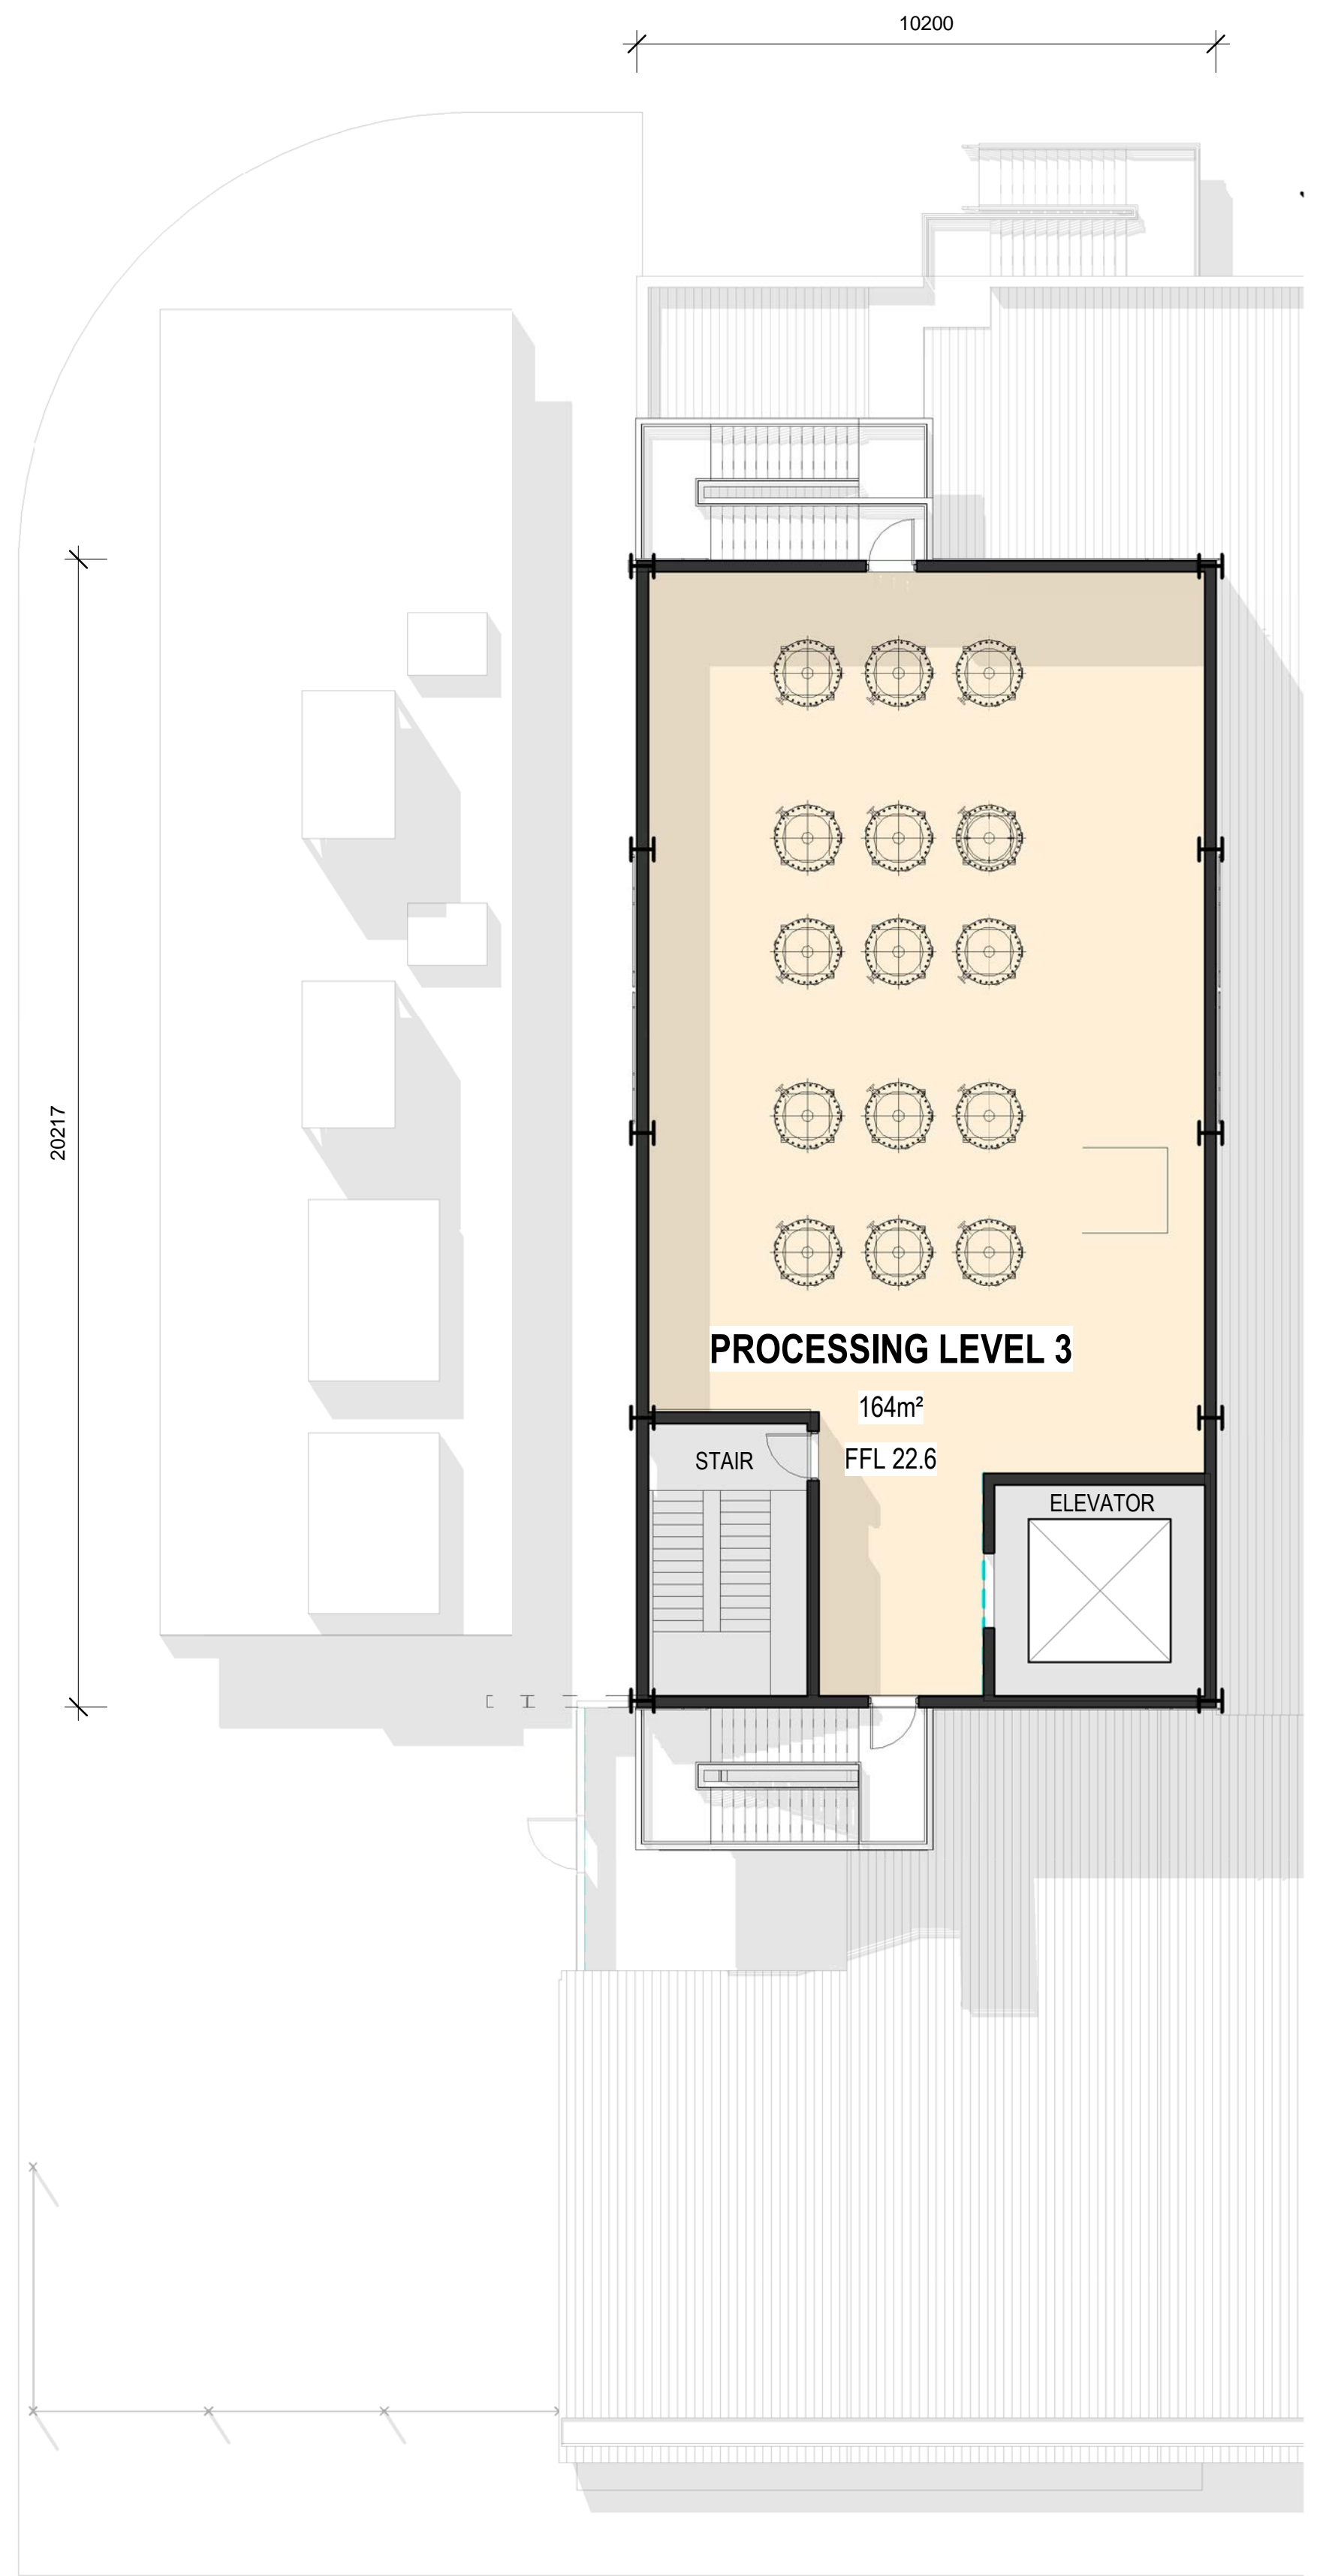 10200
20217
PROCESSING LEVEL 3
164m²
FFL 22.6
STAIR
ELEVATOR